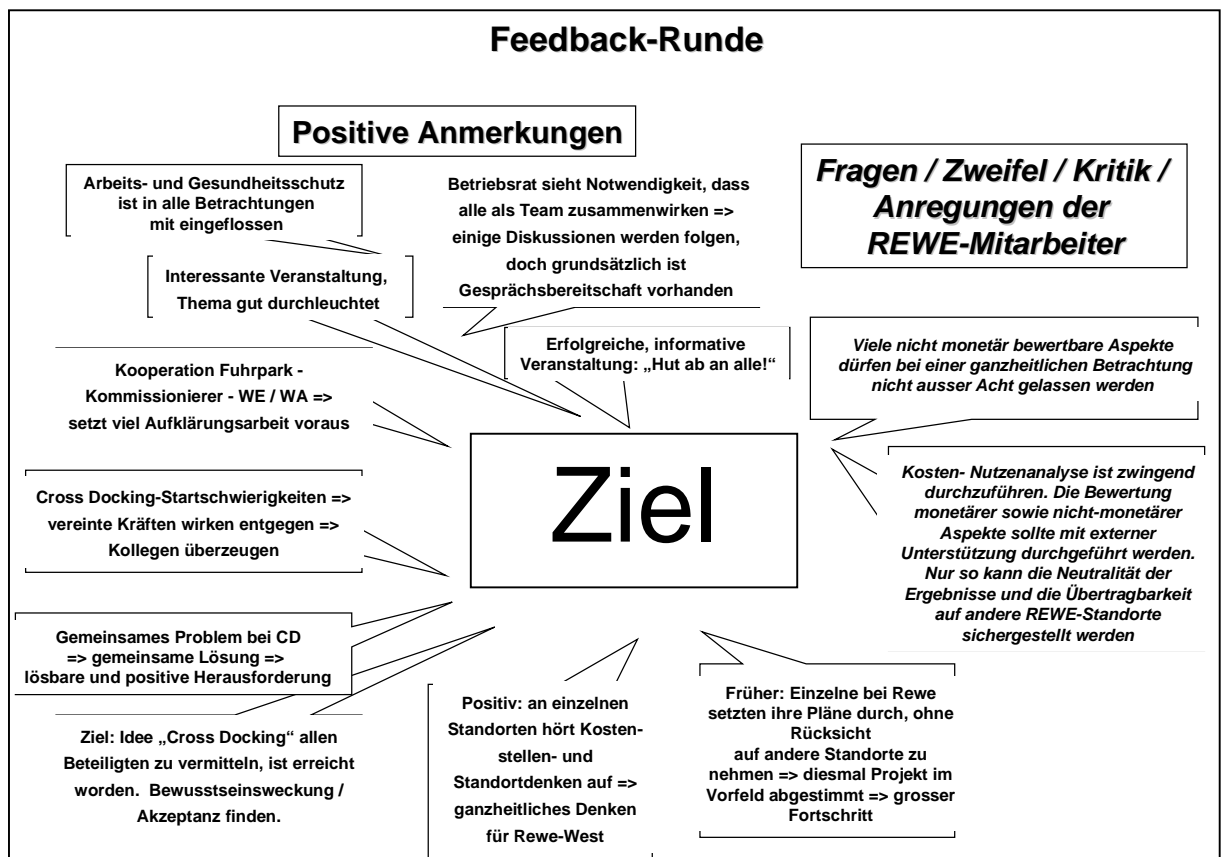 Feedback-Runde
Positive Anmerkungen
Fragen / Zweifel / Kritik /
Anregungen der
REWE-Mitarbeiter
Arbeits- und Gesundheitsschutz
ist in alle Betrachtungen
mit eingeflossen
Betriebsrat sieht Notwendigkeit, dass
alle als Team zusammenwirken =>
einige Diskussionen werden folgen,
doch grundsätzlich ist
Gesprächsbereitschaft vorhanden
Interessante Veranstaltung,
Thema gut durchleuchtet
Erfolgreiche, informative
Veranstaltung: „Hut ab an alle!“
Viele nicht monetär bewertbare Aspekte
dürfen bei einer ganzheitlichen Betrachtung
nicht ausser Acht gelassen werden
Kooperation Fuhrpark -
Kommissionierer - WE / WA =>
setzt viel Aufklärungsarbeit voraus
Ziel
Kosten- Nutzenanalyse ist zwingend
durchzuführen. Die Bewertung
monetärer sowie nicht-monetärer
Aspekte sollte mit externer
Unterstützung durchgeführt werden.
Nur so kann die Neutralität der
Ergebnisse und die Übertragbarkeit
auf andere REWE-Standorte
sichergestellt werden
Cross Docking-Startschwierigkeiten =>
vereinte Kräften wirken entgegen =>
Kollegen überzeugen
Gemeinsames Problem bei CD
=> gemeinsame Lösung =>
lösbare und positive Herausforderung
Ziel: Idee „Cross Docking“ allen
Beteiligten zu vermitteln, ist erreicht
worden. Bewusstseinsweckung /
Akzeptanz finden.
Positiv: an einzelnen
Standorten hört Kosten-
stellen- und
Standortdenken auf =>
ganzheitliches Denken
für Rewe-West
Früher: Einzelne bei Rewe
setzten ihre Pläne durch, ohne
Rücksicht
auf andere Standorte zu
nehmen => diesmal Projekt im
Vorfeld abgestimmt => grosser
Fortschritt